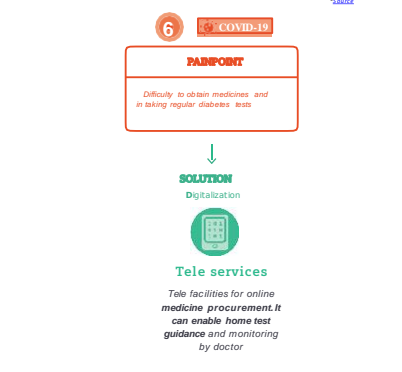 *source
6 COVID-19
PAINPOINT
Difficulty to obtain medicines and
in taking regular diabetes tests
SOLUTION
Digitalization
Tele services
Tele facilities for online
medicine procurement.It
can enable home test
guidance and monitoring
by doctor